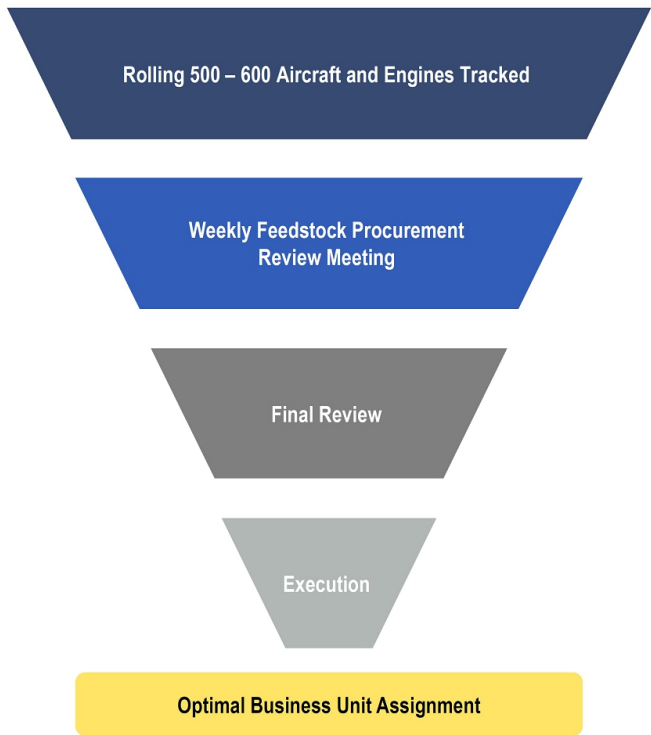 Rolling 500 – 600 Aircraft and Engines Tracked
Weekly Feedstock Procurement
Review Meeting
Final Review
Execution
Optimal Business Unit Assignment